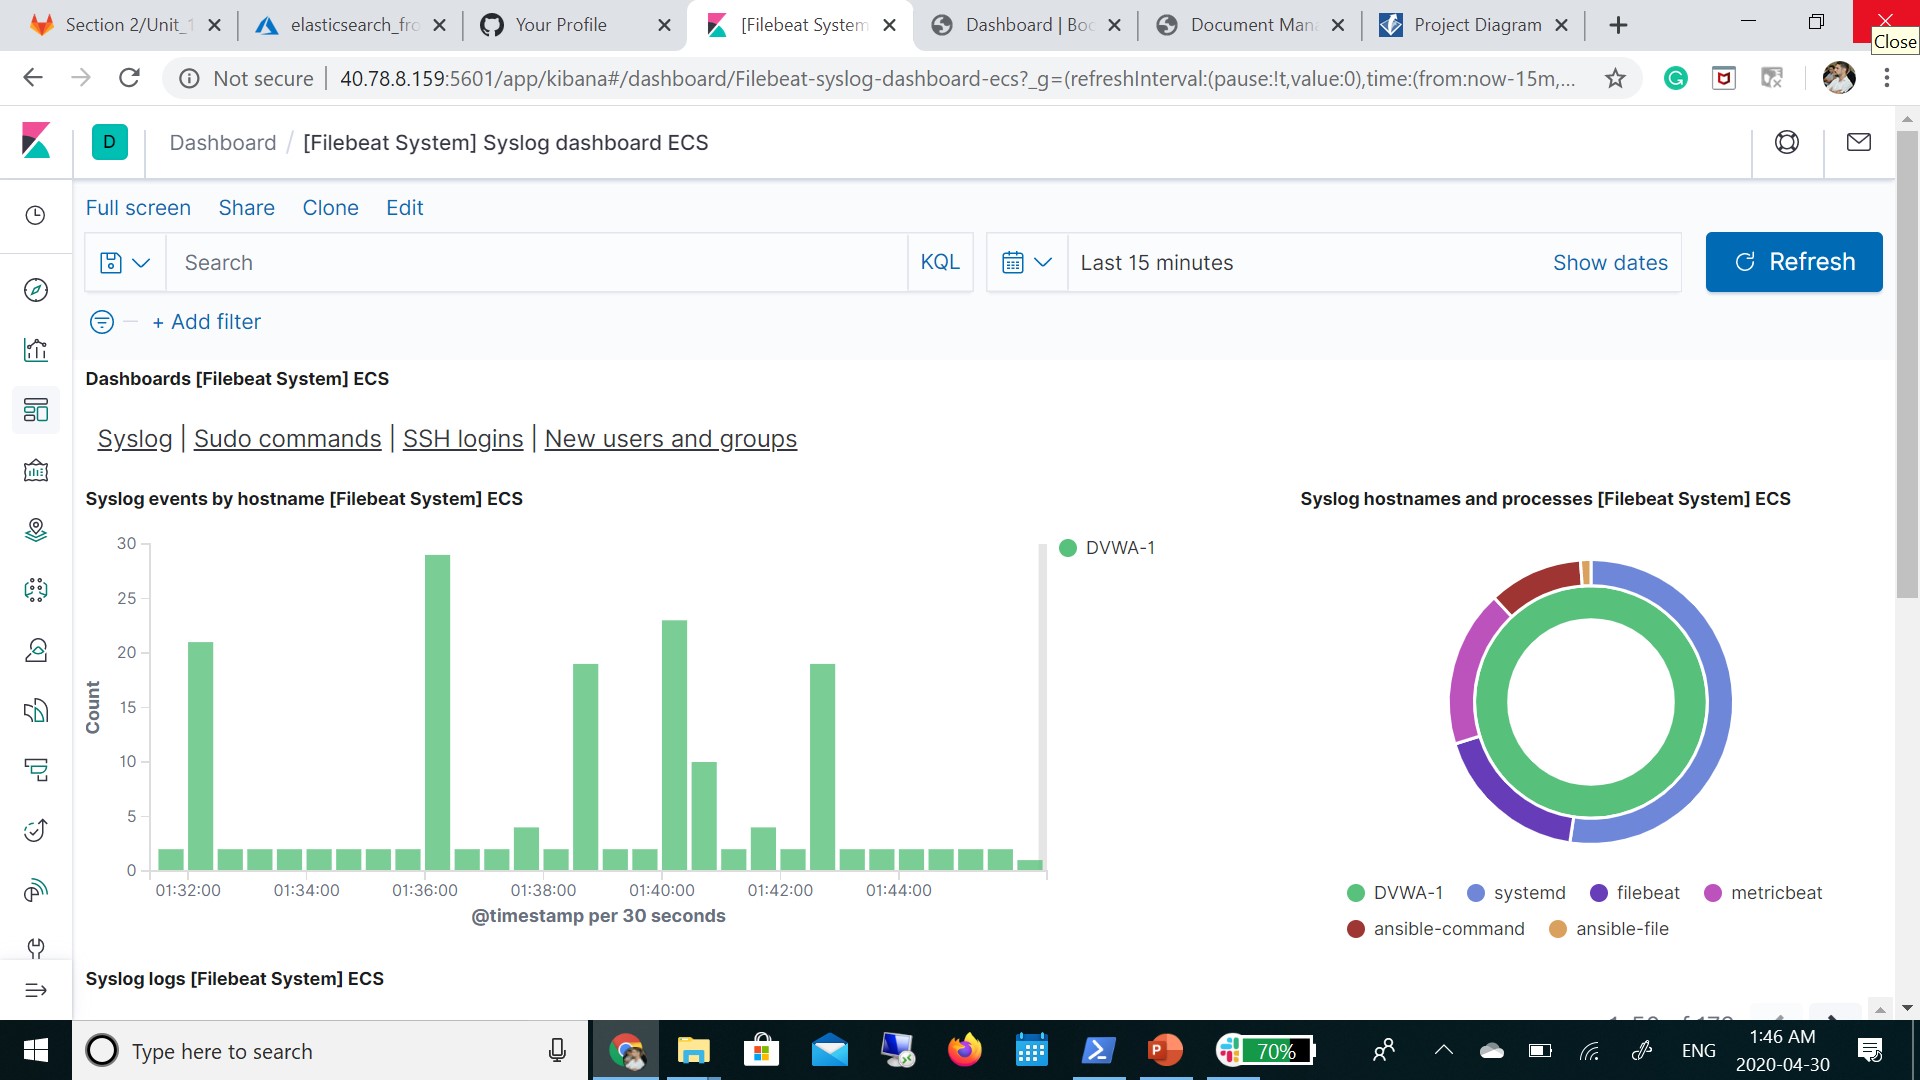 Section 2/Unit_1
elasticsearch_fro
Your Profile
[Filebeat System
Dashboard | Boo
Document Mana
Project Diagram
Close
Not secure
40.78.8.159:5601/app/kibana#/dashboard/Filebeat-syslog-dashboard-ecs?_g=(refreshInterval:(pause:!t,value:0),time:(from:now-15m,...
D
Dashboard / [Filebeat System] Syslog dashboard ECS
Full screen Share Clone Edit
Search KQL
Last 15 minutes Show dates
Refresh
+ Add filter
Dashboards [Filebeat System] ECS
Syslog | Sudo commands | SSH logins | New users and groups
Syslog events by hostname [Filebeat System] ECS
30
25
20
15
10
5
0
Count
01:32:00 01:34:00 01:36:00 01:38:00 01:40:00 01:42:00 01:44:00
@timestamp per 30 seconds
DVWA-1
Syslog hostnames and processes [Filebeat System] ECS
DVWA-1 systemd filebeat metricbeat
ansible-command ansible-file
Syslog logs [Filebeat System] ECS
Type here to search
70%
ENG
1:46 AM
2020-04-30